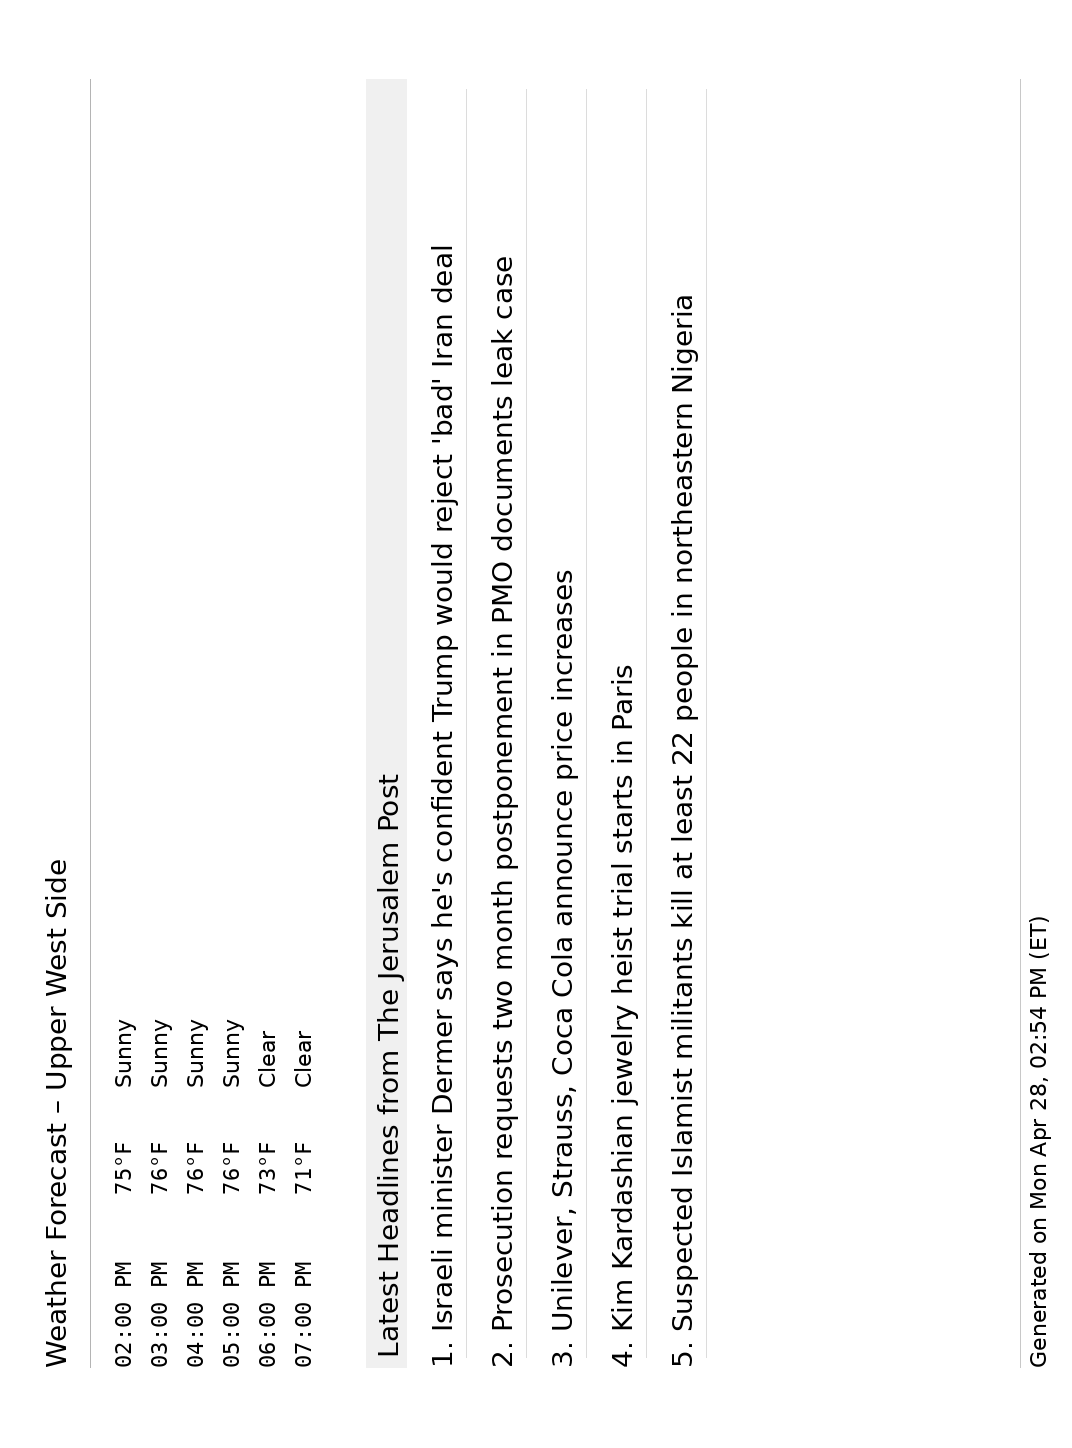 Weather Forecast – Upper West Side
02:00 PM 75°F Sunny
03:00 PM 76°F Sunny
04:00 PM 76°F Sunny
05:00 PM 76°F Sunny
06:00 PM 73°F Clear
07:00 PM 71°F Clear
Latest Headlines from The Jerusalem Post
1. Israeli minister Dermer says he's confident Trump would reject 'bad' Iran deal
2. Prosecution requests two month postponement in PMO documents leak case
3. Unilever, Strauss, Coca Cola announce price increases
4. Kim Kardashian jewelry heist trial starts in Paris
5. Suspected Islamist militants kill at least 22 people in northeastern Nigeria
Generated on Mon Apr 28, 02:54 PM (ET)